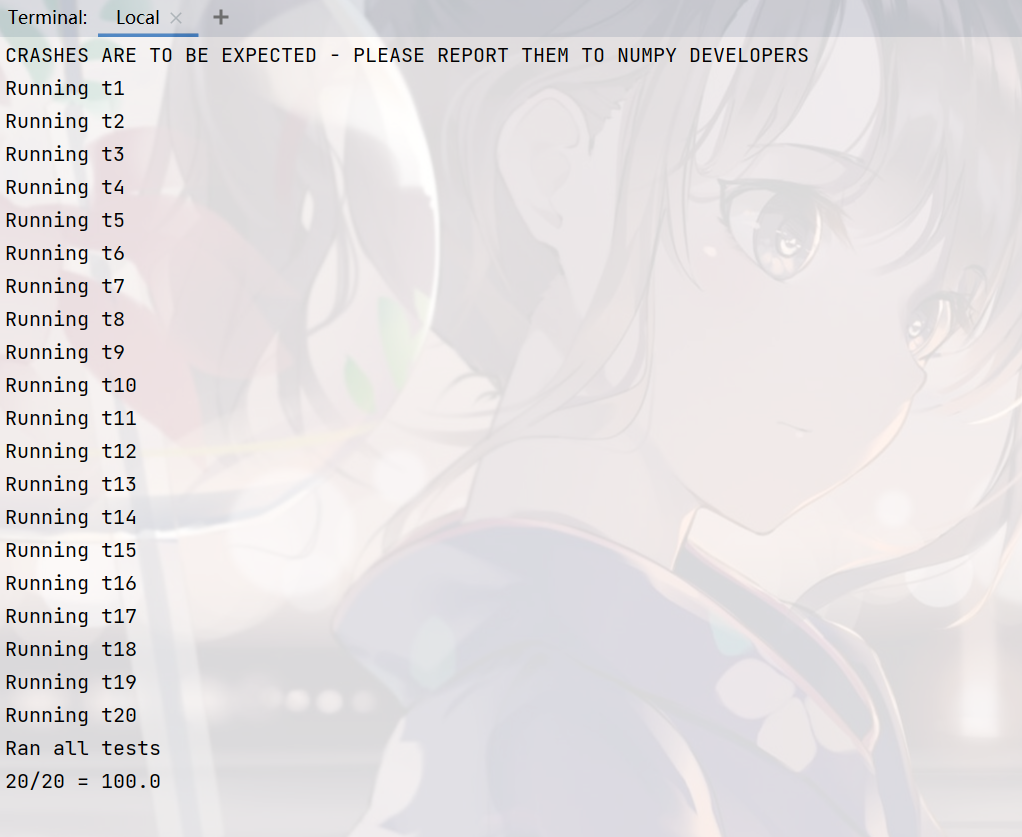 Terminal: Local × +
CRASHES ARE TO BE EXPECTED - PLEASE REPORT THEM TO NUMPY DEVELOPERS
Running t1
Running t2
Running t3
Running t4
Running t5
Running t6
Running t7
Running t8
Running t9
Running t10
Running t11
Running t12
Running t13
Running t14
Running t15
Running t16
Running t17
Running t18
Running t19
Running t20
Ran all tests
20/20 = 100.0